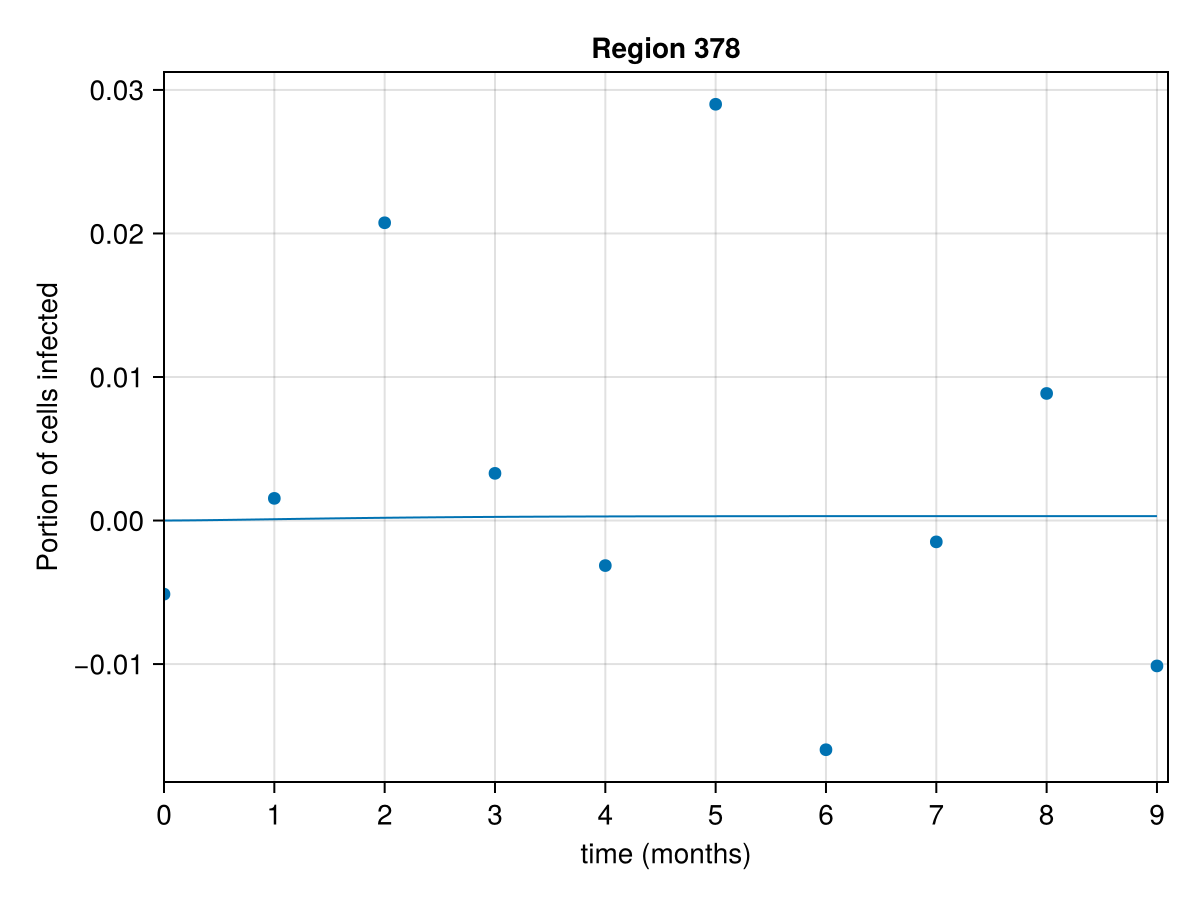 Region 378
0.03
0.02
0.01
0.00
−0.01
Portion of cells infected
0 1 2 3 4 5 6 7 8 9
time (months)